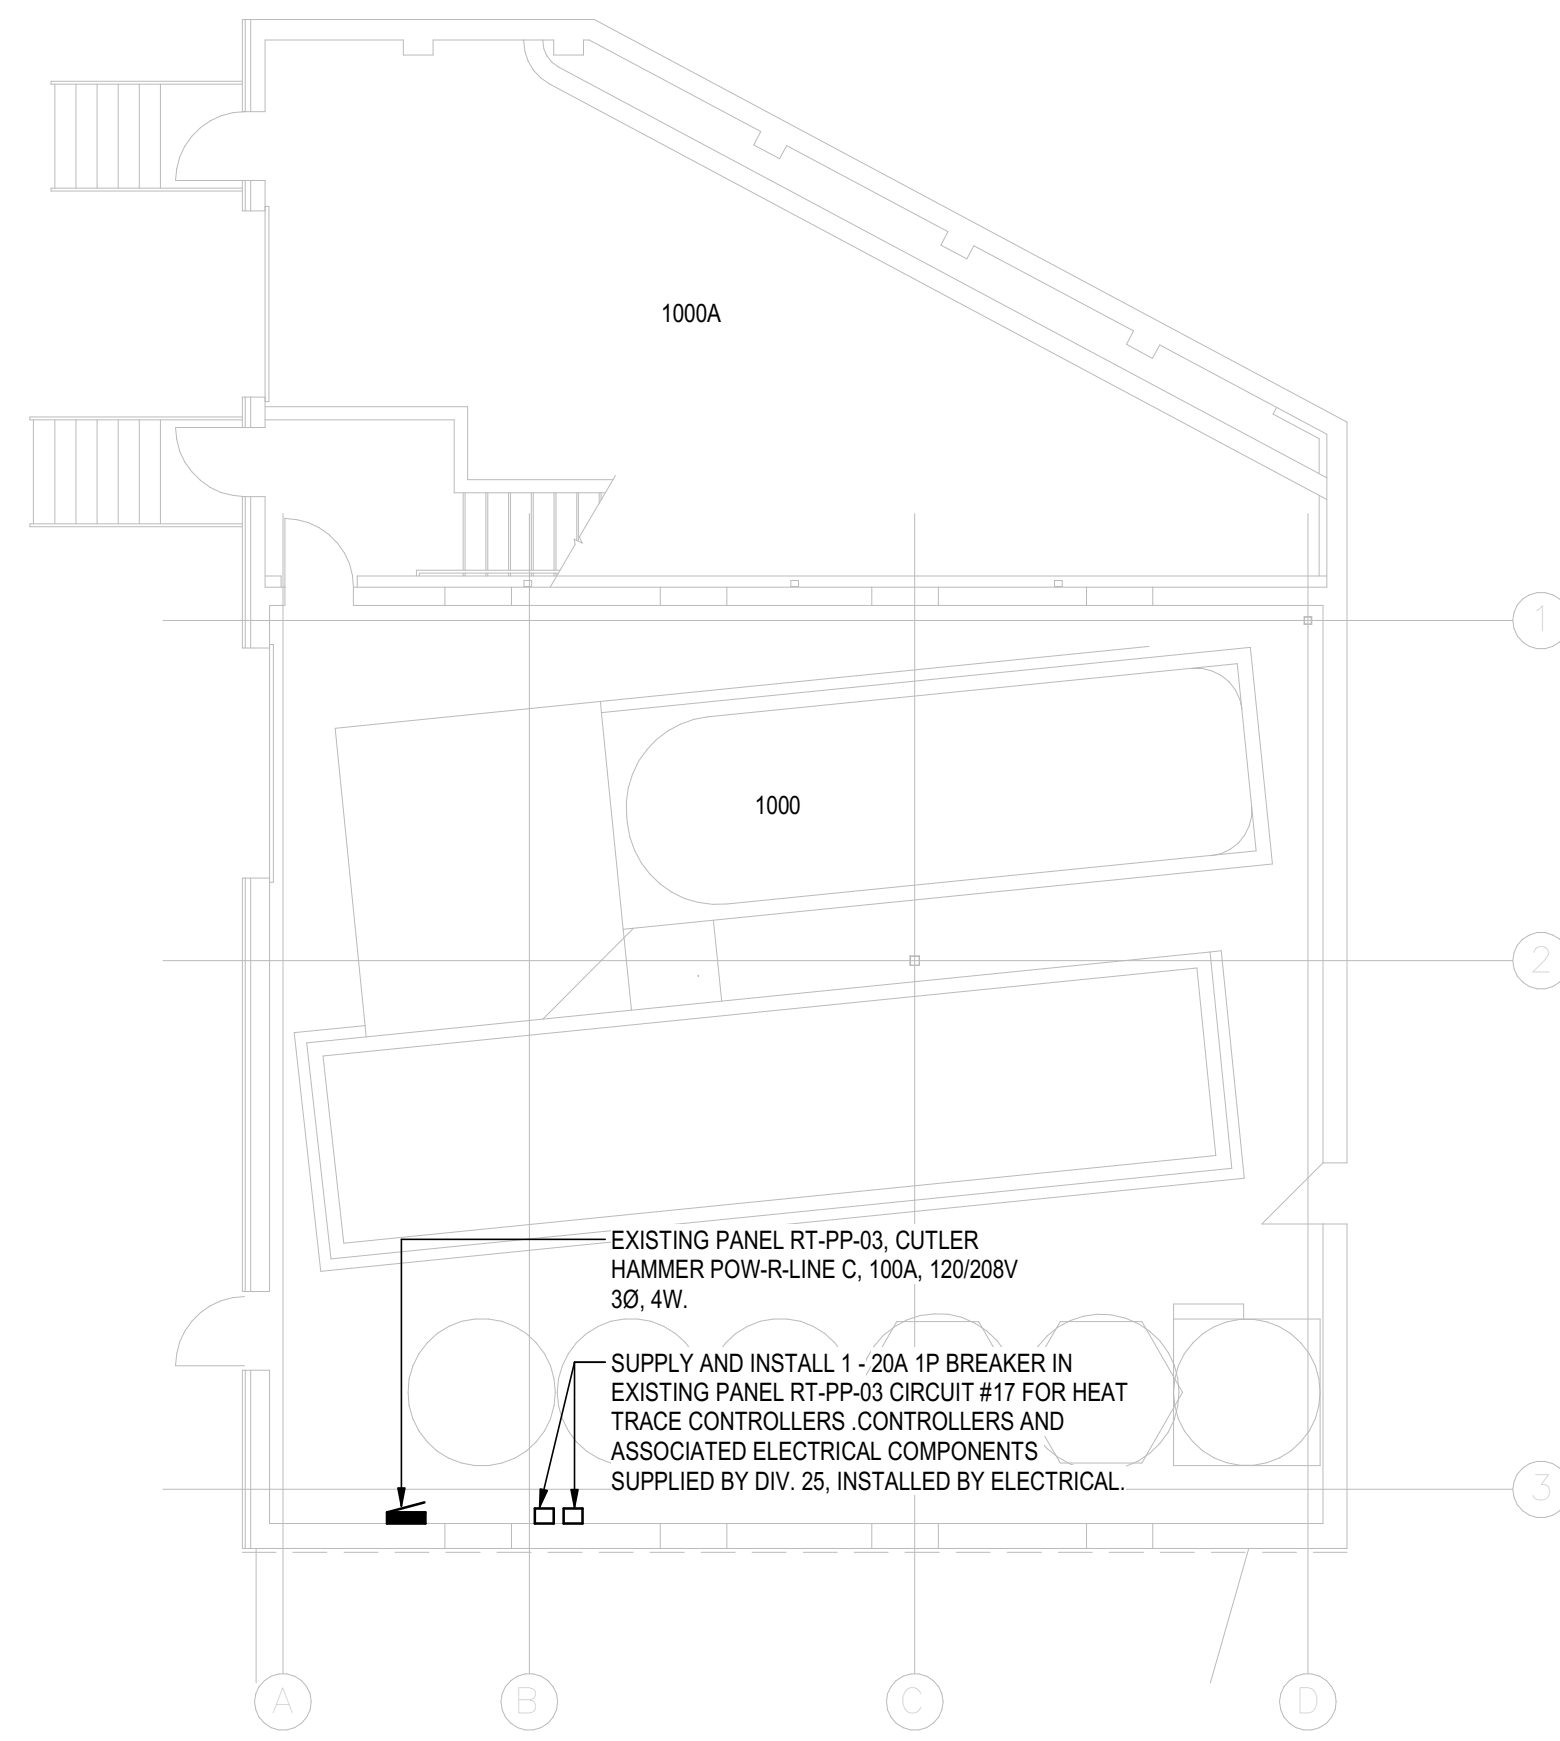 1000A
1
1000
2
EXISTING PANEL RT-PP-03, CUTLER
HAMMER POW-R-LINE C, 100A, 120/208V
3Ø, 4W.
SUPPLY AND INSTALL 1 - 20A 1P BREAKER IN
EXISTING PANEL RT-PP-03 CIRCUIT #17 FOR HEAT
TRACE CONTROLLERS .CONTROLLERS AND
ASSOCIATED ELECTRICAL COMPONENTS
SUPPLIED BY DIV. 25, INSTALLED BY ELECTRICAL.
3
A
B
C
D